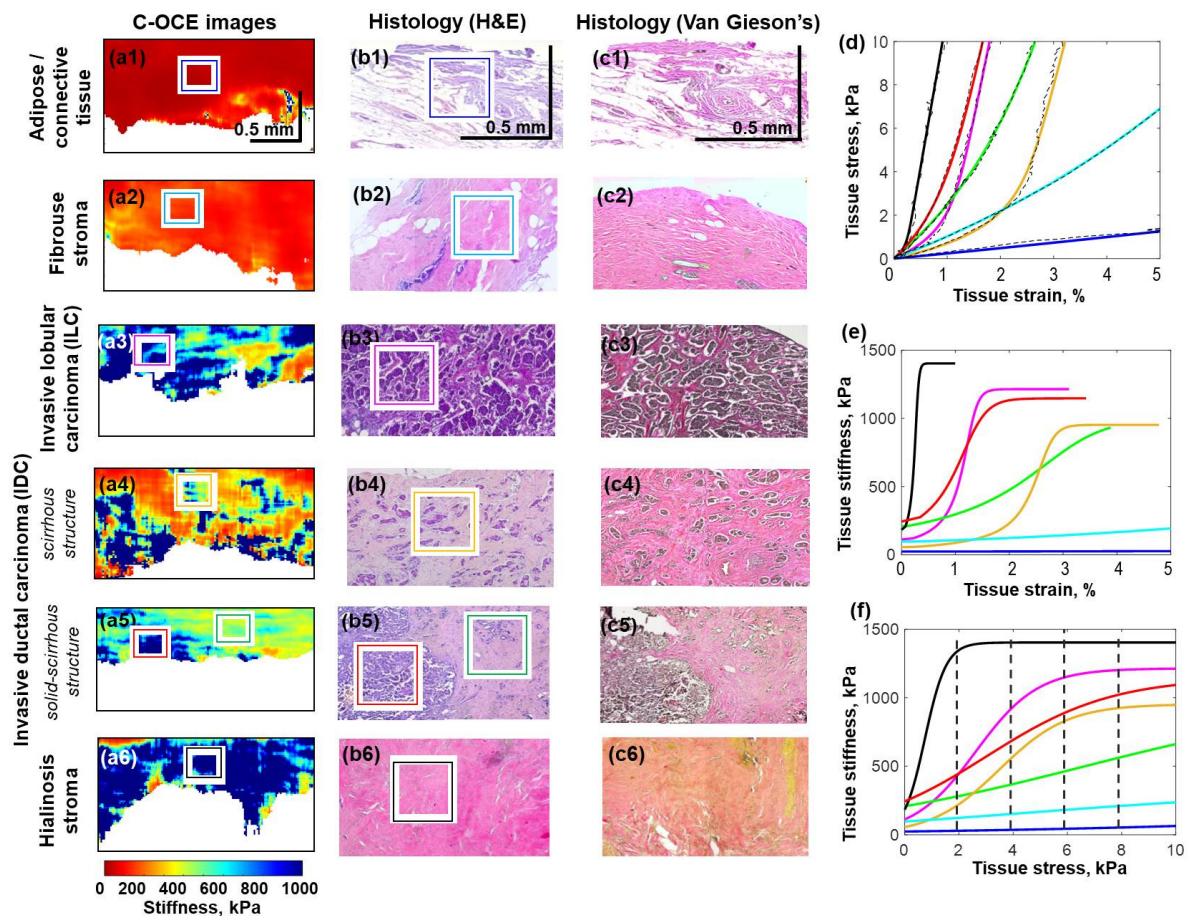 C-OCE images
Histology (H&E)
Histology (Van Gieson's)
Adipose /
connective
tissue
(a1)
0.5 mm
(b1)
0.5 mm
(c1)
0.5 mm
Fibrouse
stroma
(a2)
(b2)
(c2)
Invasive lobular
carcinoma (ILC)
(a3)
(b3)
(c3)
Invasive ductal carcinoma (IDC)
scirrhous
structure
(a4)
(b4)
(c4)
solid-scirrhous
structure
(a5)
(b5)
(c5)
Hialinosis
stroma
(a6)
(b6)
(c6)
0 200 400 600 800 1000
Stiffness, kPa
(d)
Tissue stress, kPa
10
8
6
4
2
0
0 1 2 3 4 5
Tissue strain, %
(e)
Tissue stiffness, kPa
1500
1000
500
0
0 1 2 3 4 5
Tissue strain, %
(f)
Tissue stiffness, kPa
1500
1000
500
0
0 2 4 6 8 10
Tissue stress, kPa